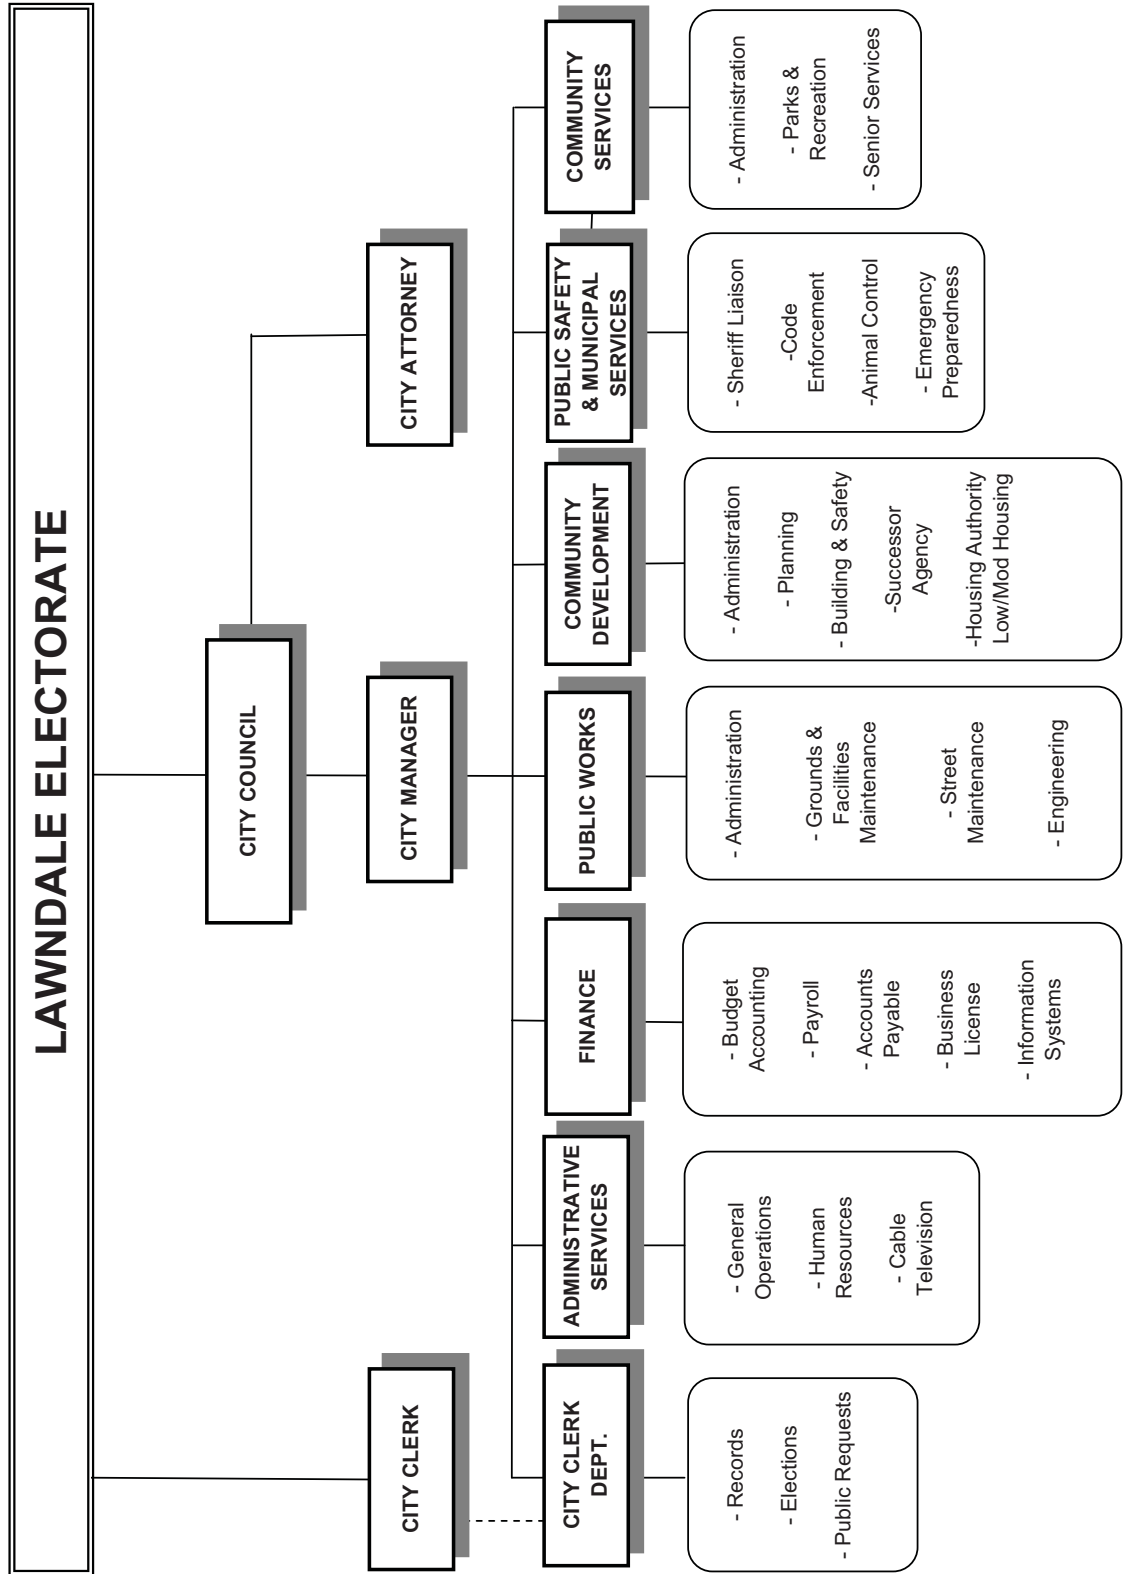 LAWNDALE ELECTORATE
CITY COUNCIL
CITY CLERK
CITY MANAGER
CITY ATTORNEY
CITY CLERK
DEPT.
ADMINISTRATIVE
SERVICES
FINANCE
PUBLIC WORKS
COMMUNITY
DEVELOPMENT
PUBLIC SAFETY
& MUNICIPAL
SERVICES
COMMUNITY
SERVICES
- Records
- Elections
- Public Requests
- General
Operations
- Human
Resources
- Cable
Television
- Budget
Accounting
- Payroll
- Accounts
Payable
- Business
License
- Information
Systems
- Administration
- Grounds &
Facilities
Maintenance
- Street
Maintenance
- Engineering
- Administration
- Planning
- Building & Safety
-Successor
Agency
-Housing Authority
Low/Mod Housing
- Sheriff Liaison
-Code
Enforcement
-Animal Control
- Emergency
Preparedness
- Administration
- Parks &
Recreation
- Senior Services